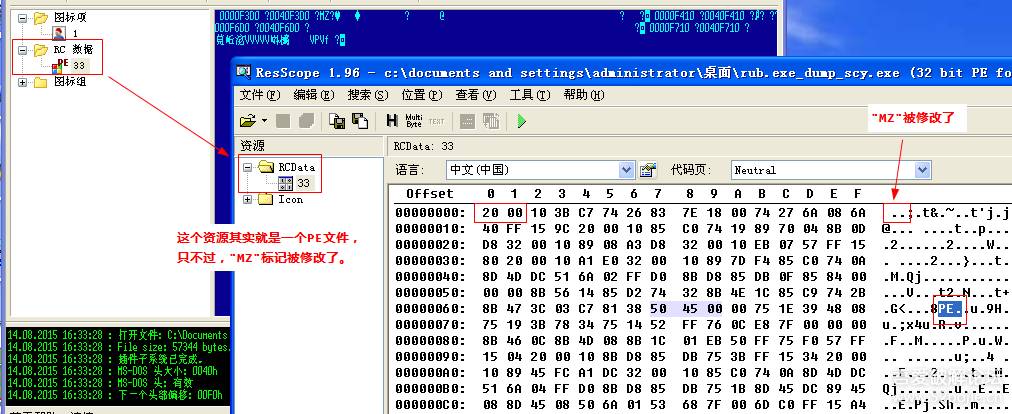 图标项
1
RC 数据
PE 33
图标组
0000F3D0 ?0040F3D0 ?MZ?
? ?
0000F410 ?0040F410 ?
0000F6D0 ?0040F6D0 ?
0000F710 ?0040F710 ?
VVVVV
VPVf ?
ResScope 1.96 - c:\documents and settings\administrator\桌面\rub.exe_dump_scy.exe (32 bit PE fo
文件(F) 编辑(E) 搜索(S) 位置(P) 查看(V) 工具(T) 帮助(H)
H Multi Byte TEXT
"MZ"被修改了
资源
RCData: 33
RCData
33
Icon
语言: 中文(中国) 代码页: Neutral
Offset 0 1 2 3 4 5 6 7 8 9 A B C D E F
00000000: 20 00 10 3B C7 74 26 83 7E 18 00 74 27 6A 08 6A ...;.t&.~..t'j.j
00000010: 40 FF 15 9C 20 00 10 85 C0 74 19 89 70 04 8B 0D @... ....t..p...
00000020: D8 32 00 10 89 08 A3 D8 32 00 10 EB 07 57 FF 15 .2......2....W..
00000030: 80 20 00 10 A1 E0 32 00 10 89 7D F4 85 C0 74 0A . ....2...}...t.
00000040: 8D 4D DC 51 6A 02 FF D0 8B D8 85 DB 0F 85 84 00 .M.Qj...........
00000050: 00 00 8B 56 14 85 D2 74 32 8B 4E 1C 85 C9 74 2B ...V...t2.N...t+
00000060: 8B 47 3C 03 C7 81 38 50 45 00 00 75 1E 39 48 08 .G<...8PE..u.9H.
00000070: 75 19 3B 78 34 75 14 52 FF 76 0C E8 7F 00 00 00 u.;x4u.R.v......
00000080: 8B 46 0C 8B 4D 08 8B 1C 01 EB 50 FF 75 F0 57 FF .F..M.....P.u.W.
00000090: 15 04 20 00 10 8B D8 85 DB 75 3B FF 15 34 20 00 .. ......u;..4 .
000000A0: 10 89 45 FC A1 DC 32 00 10 85 C0 74 0A 8D 4D DC
000000B0: 51 6A 04 FF D0 8B D8 85 DB 75 1B 8D 45 DC 89 45
000000C0: 08 8D 45 08 50 6A 01 53 68 7F 00 6D C0 FF 15 A4
这个资源其实就是一个PE文件，
只不过，"MZ"标记被修改了。
14.08.2015 16:33:28 : 打开文件: C:\Documents
14.08.2015 16:33:28 : File size: 57344 bytes.
14.08.2015 16:33:28 : 插件子系统已完成.
14.08.2015 16:33:28 : MS-DOS 头大小: 0040h
14.08.2015 16:33:28 : MS-DOS 头: 有效
14.08.2015 16:33:28 : 下一个头部偏移: 00F0h